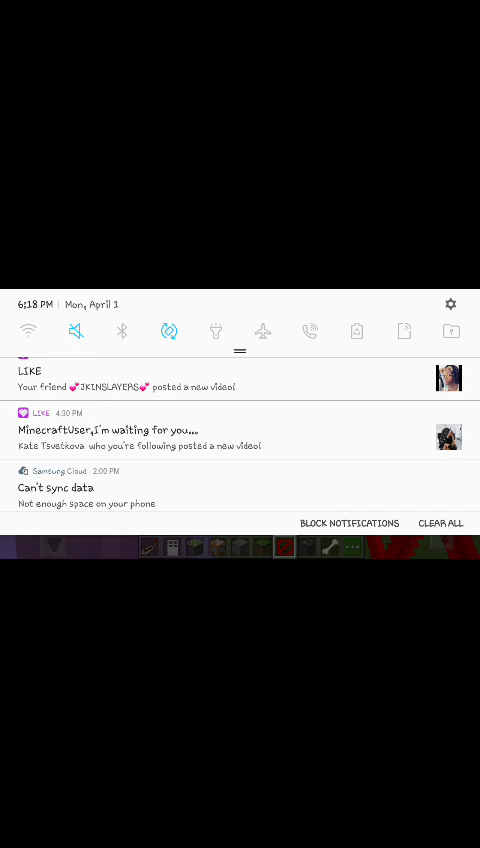 6:18 PM | Mon, April 1
LIKE
Your friend 💕JKINSLAYERS💕 posted a new video!
LIKE 4:30 PM
MinecraftUser,I'm waiting for you...
Kate Tsvetkova who you're following posted a new video!
Samsung Cloud 2:00 PM
Can't sync data
Not enough space on your phone
BLOCK NOTIFICATIONS CLEAR ALL